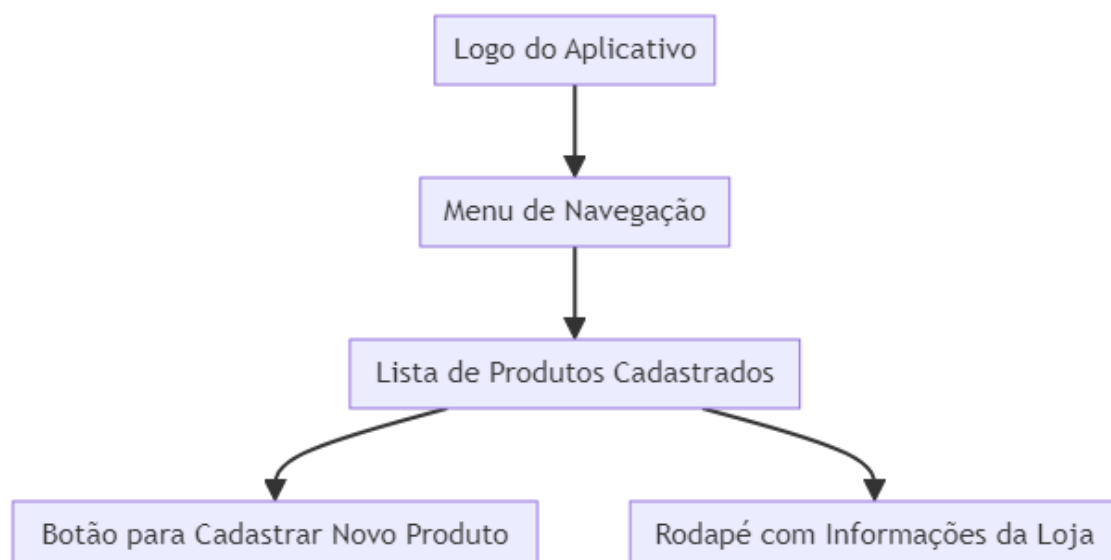 Logo do Aplicativo
Menu de Navegação
Lista de Produtos Cadastrados
Botão para Cadastrar Novo Produto
Rodapé com Informações da Loja